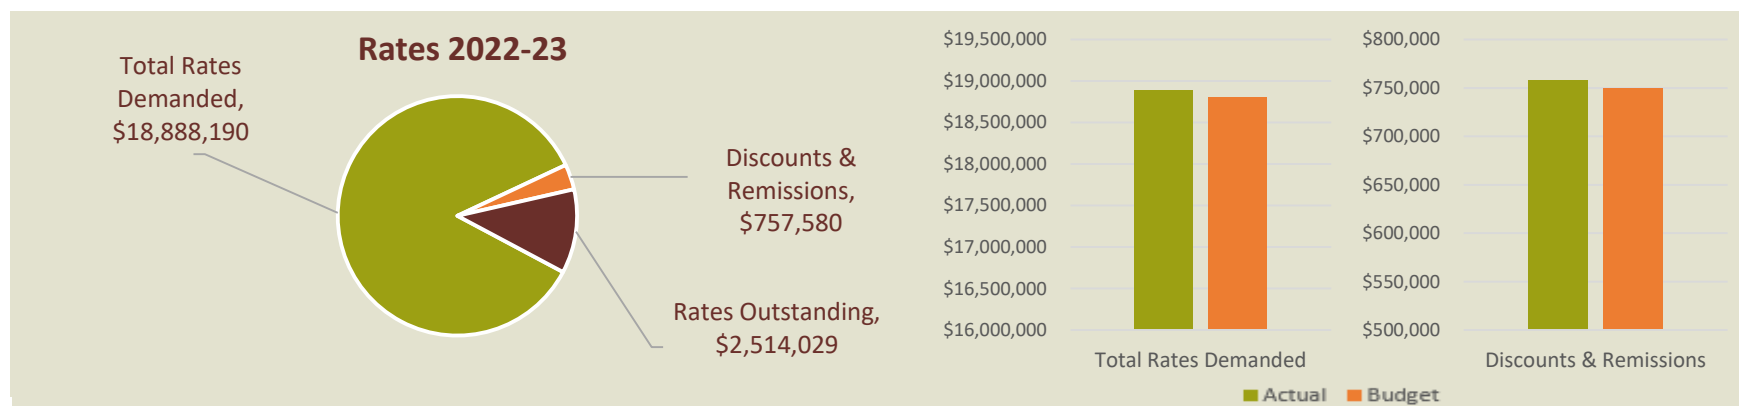 Rates 2022-23
Total Rates
Demanded,
$18,888,190
Discounts &
Remissions,
$757,580
Rates Outstanding,
$2,514,029
$19,500,000
$19,000,000
$18,500,000
$18,000,000
$17,500,000
$17,000,000
$16,500,000
$16,000,000
Total Rates Demanded
$800,000
$750,000
$700,000
$650,000
$600,000
$550,000
$500,000
Discounts & Remissions
Actual Budget